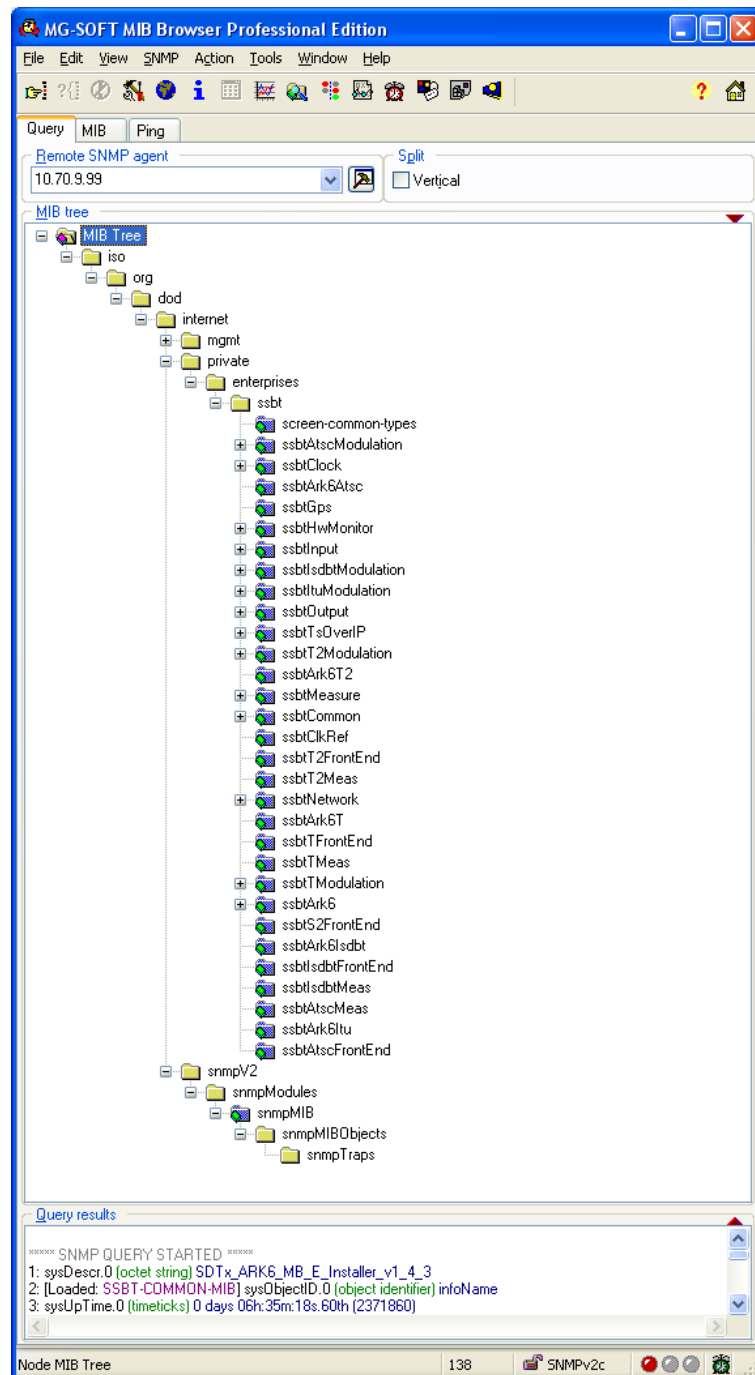 MG-SOFT MIB Browser Professional Edition
File Edit View SNMP Action Tools Window Help
Query MIB Ping
Remote SNMP agent Split
10.70.9.99 Vertical
MIB tree
MIB Tree
iso
org
dod
internet
mgmt
private
enterprises
ssbt
screen-common-types
ssbtAtscModulation
ssbtClock
ssbtArk6Atsc
ssbtGps
ssbtHwMonitor
ssbtInput
ssbtIsdbtModulation
ssbtItuModulation
ssbtOutput
ssbtTsOverIP
ssbtT2Modulation
ssbtArk6T2
ssbtMeasure
ssbtCommon
ssbtClkRef
ssbtT2FrontEnd
ssbtT2Meas
ssbtNetwork
ssbtArk6T
ssbtTFrontEnd
ssbtTMeas
ssbtTModulation
ssbtArk6
ssbtS2FrontEnd
ssbtArk6Isdbt
ssbtIsdbtFrontEnd
ssbtIsdbtMeas
ssbtAtscMeas
ssbtArk6Itu
ssbtAtscFrontEnd
snmpV2
snmpModules
snmpMIB
snmpMIBObjects
snmpTraps
Query results
***** SNMP QUERY STARTED *****
1: sysDescr.0 (octet string) SDTx_ARK6_MB_E_Installer_v1_4_3
2: [Loaded: SSBT-COMMON-MIB] sysObjectID.0 (object identifier) infoName
3: sysUpTime.0 (timeticks) 0 days 06h:35m:18s.60th (2371860)
Node MIB Tree 138 SNMPv2c